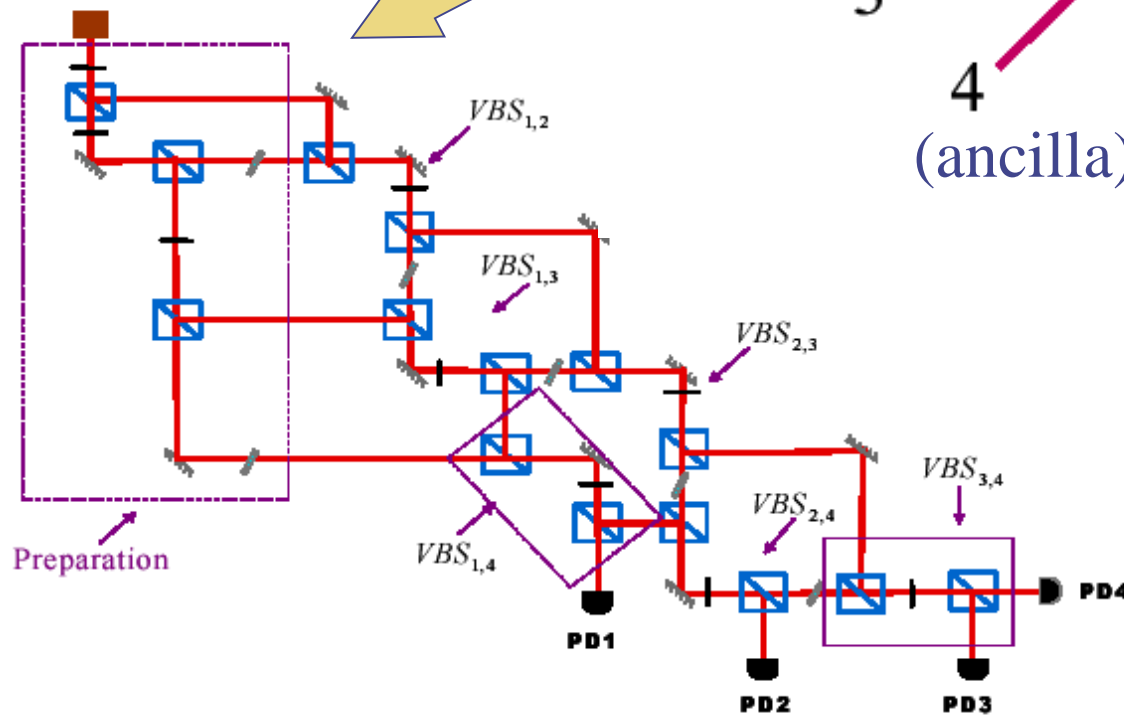 3
4
(ancilla)
VBS1,2
VBS1,3
VBS2,3
VBS3,4
VBS2,4
VBS1,4
Preparation
PD1
PD2
PD3
PD4